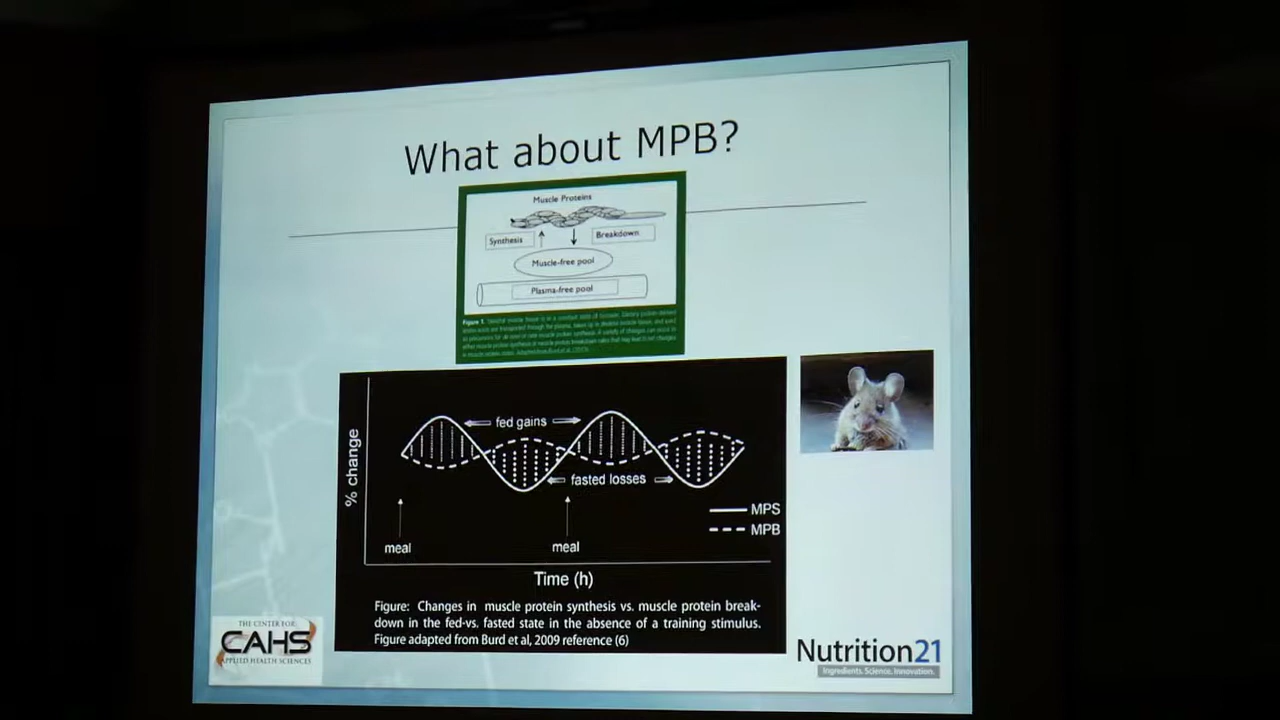 What about MPB?
Muscle Proteins
Synthesis
Breakdown
Muscle-free pool
Plasma-free pool
Figure 1.
fed gains
fasted losses
% change
MPS
MPB
meal
meal
Time (h)
Figure: Changes in muscle protein synthesis vs. muscle protein break-
down in the fed-vs. fasted state in the absence of a training stimulus.
Figure adapted from Burd et al, 2009 reference (6)
THE CENTER FOR
CAHS
APPLIED HEALTH SCIENCES
Nutrition21
Ingredients. Science. Innovation.